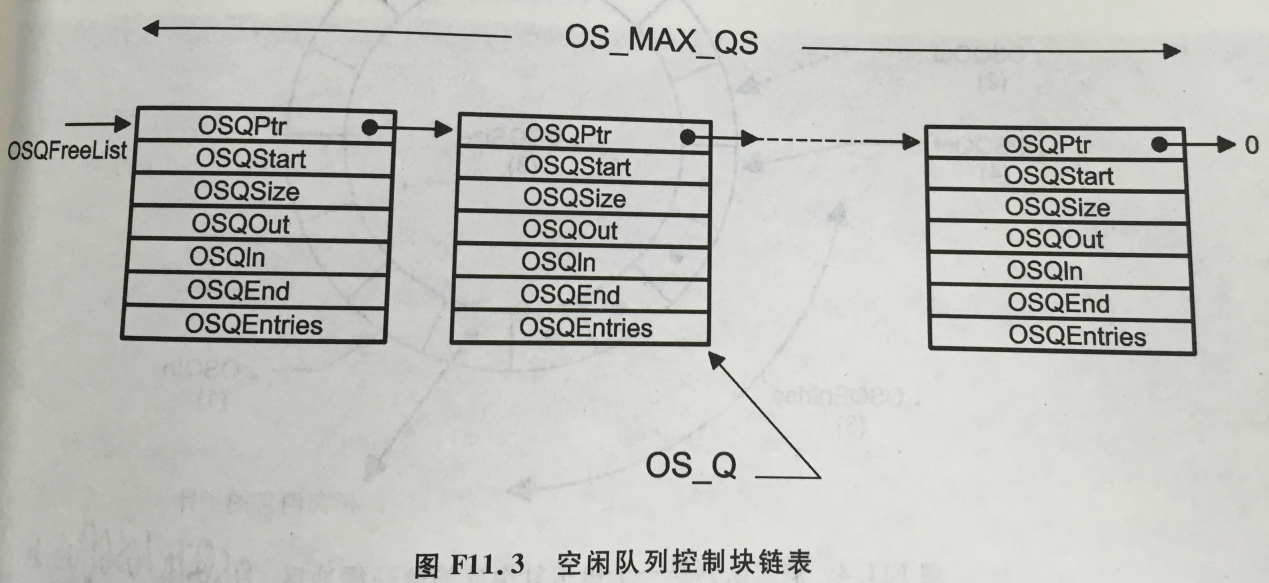 OS_MAX_QS
OSQFreeList
OSQPtr
OSQStart
OSQSize
OSQOut
OSQIn
OSQEnd
OSQEntries
OSQPtr
OSQStart
OSQSize
OSQOut
OSQIn
OSQEnd
OSQEntries
OSQPtr
OSQStart
OSQSize
OSQOut
OSQIn
OSQEnd
OSQEntries
0
OS_Q
图 F11.3 空闲队列控制块链表